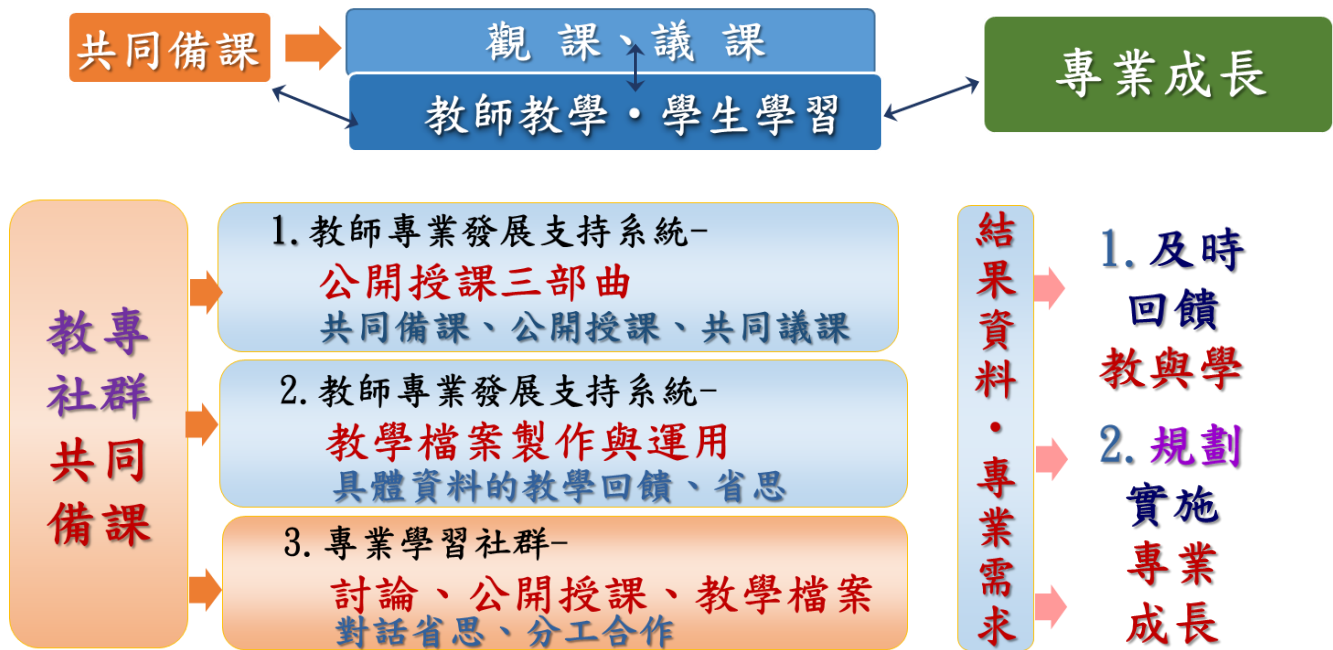 共同備課
觀 課、議 課
教師教學・學生學習
專業成長
教專
社群
共同
備課
1.教師專業發展支持系統-
公開授課三部曲
共同備課、公開授課、共同議課
2.教師專業發展支持系統-
教學檔案製作與運用
具體資料的教學回饋、省思
3.專業學習社群-
討論、公開授課、教學檔案
對話省思、分工合作
結果資料・專業需求
1.及時
回饋
教與學
2.規劃
實施
專業
成長